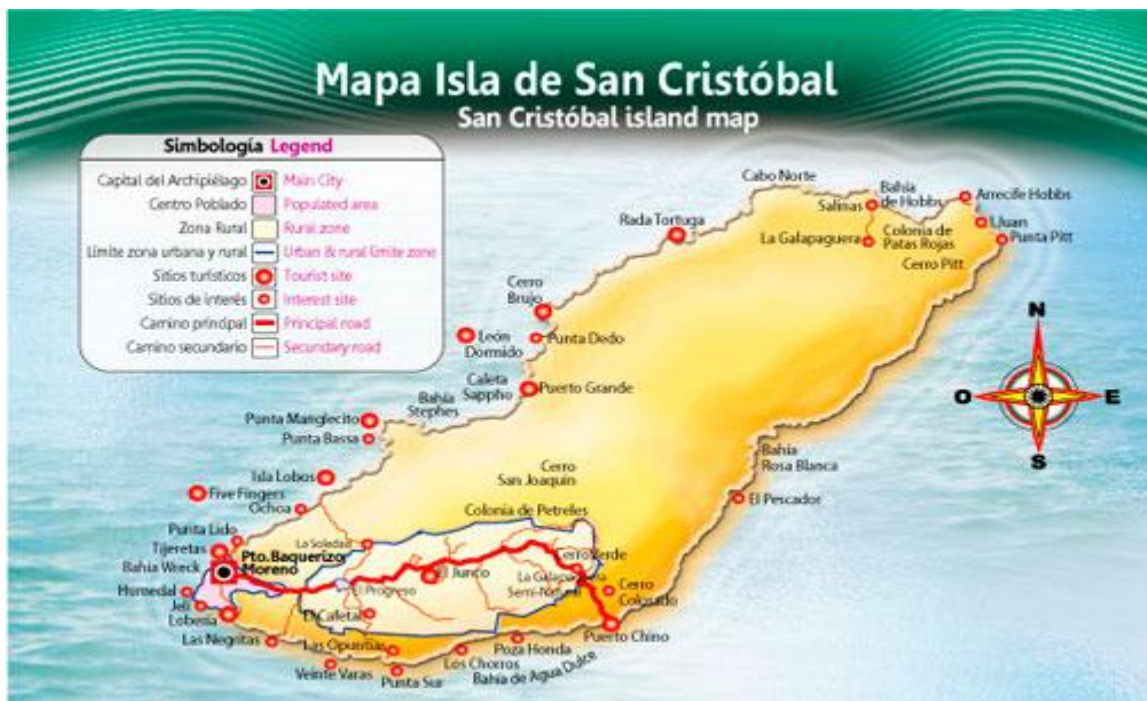 Mapa Isla de San Cristóbal
San Cristóbal island map
Simbología Legend
Capital del Archipiélago Main City
Centro Poblado Populated area
Zona Rural Rural zone
Límite zona urbana y rural Urban & rural limite zone
Sitios turísticos Tourist site
Sitios de interés Interest site
Camino principal Principal road
Camino secundario Secundary road
Cabo Norte
Bahía
de Hobbs
Arrecife Hobbs
Salinas
Rada Tortuga
La Galapaguera
Colonia de
Patas Rojas
Punta Pitt
Cerro Pitt
Cerro
Brujo
León
Dormido
Punta Dedo
N
O
E
S
Caleta
Sappho
Puerto Grande
Bahía
Stephes
Punta Manglecito
Punta Bassa
Bahía
Rosa Blanca
Cerro
San Joaquin
Isla Lobos
Five Fingers
Ochoa
El Pescador
Colonia de Petreles
Punta Lido
Tijeretas
La Soledad
Bahía Wreck
Pto. Baquerizo
Moreno
Cerro Verde
El Junco
La Galapaguera
Semi-Natural
El Progreso
Humedal
Cerro
Colorado
Jeli
Lobería
El Cafetal
Puerto Chino
Las Negritas
Las Opuntias
Poza Honda
Los Chorros
Veinte Varas
Punta Sur
Bahía de Agua Dulce